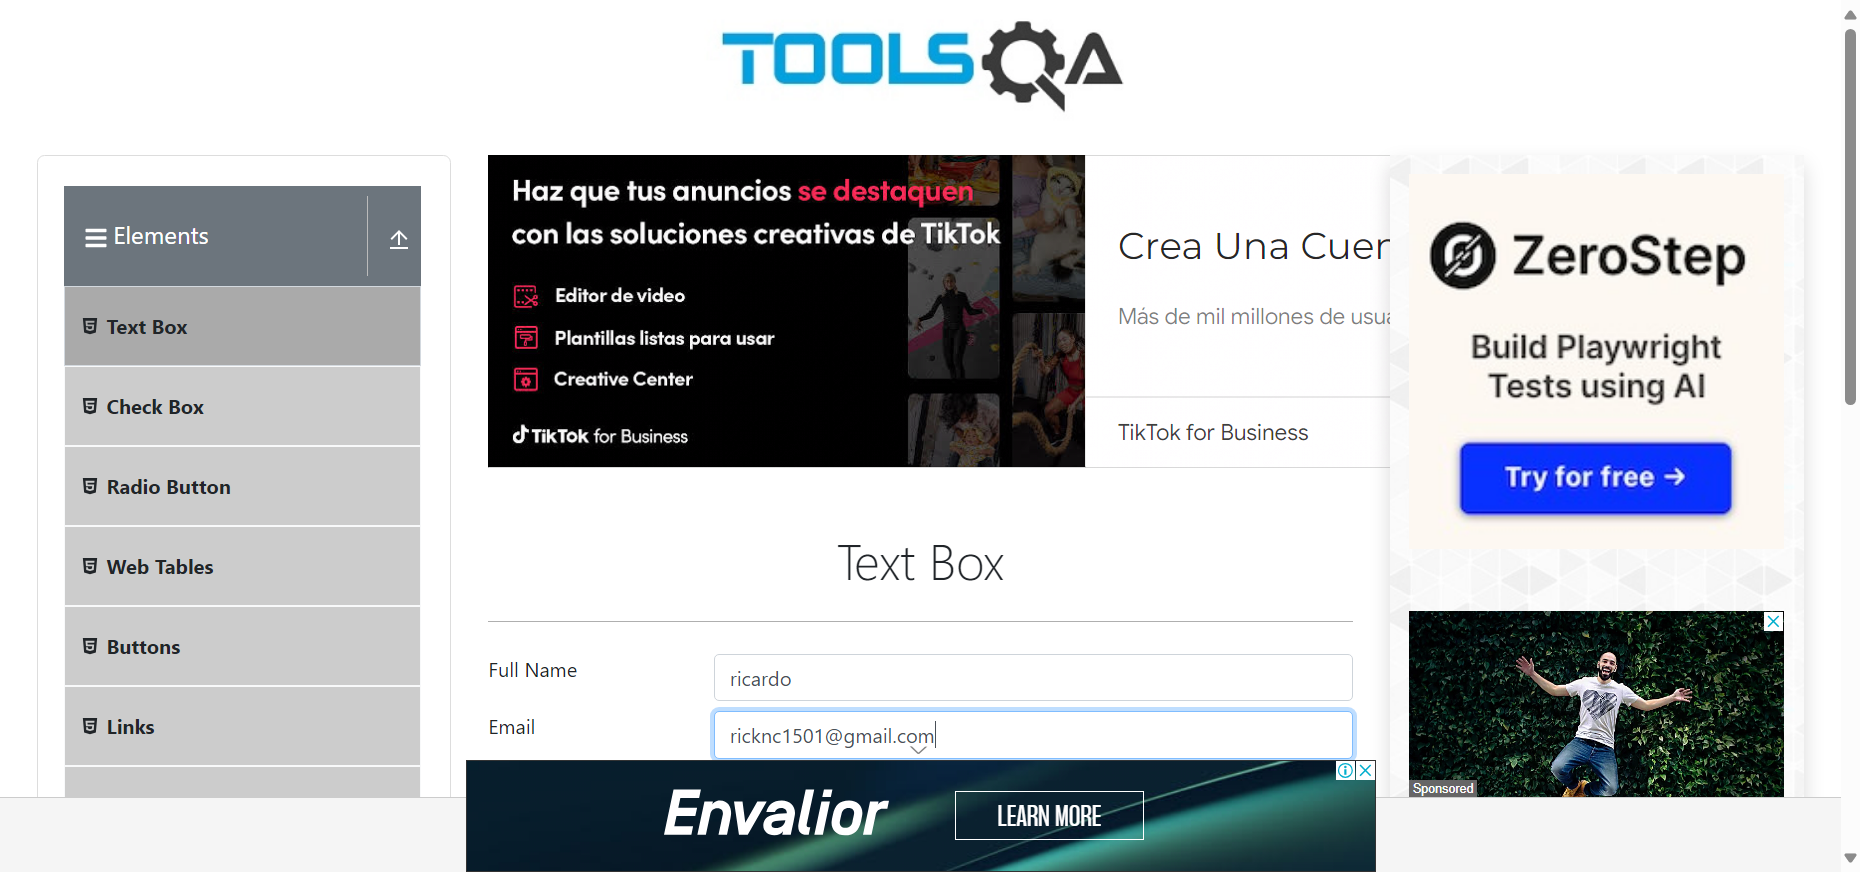 TOOLSQA
Elements
Text Box
Check Box
Radio Button
Web Tables
Buttons
Links
Haz que tus anuncios se destaquen
con las soluciones creativas de TikTok
Editor de video
Plantillas listas para usar
Creative Center
TikTok for Business
Crea Una Cuen
Más de mil millones de usua
TikTok for Business
ZeroStep
Build Playwright
Tests using AI
Try for free →
Text Box
Full Name
ricardo
Email
ricknc1501@gmail.com
Sponsored
Envalior
LEARN MORE